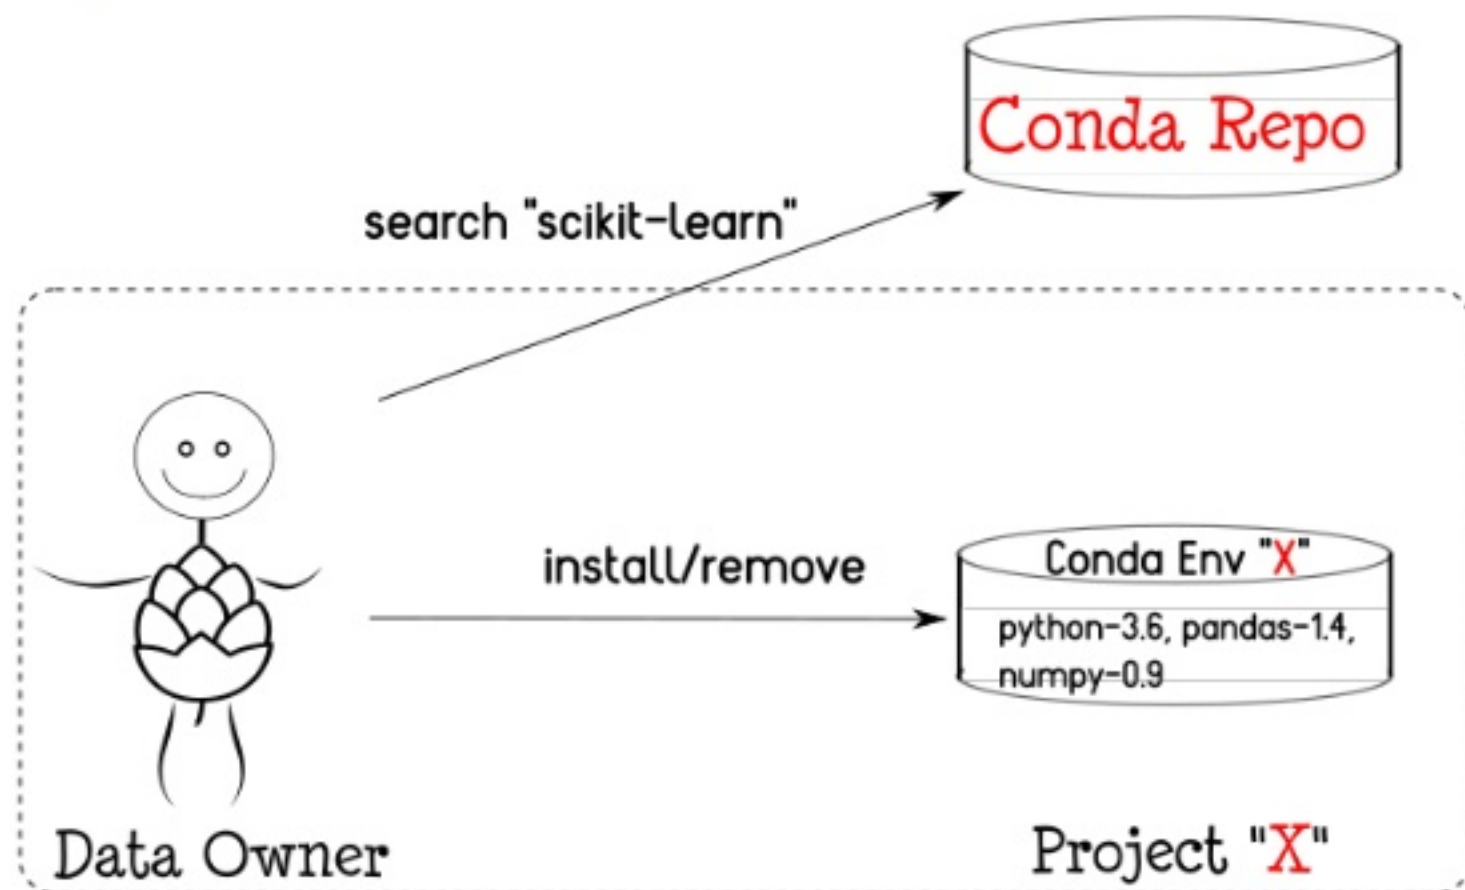 Conda Repo
search "scikit-learn"
install/remove
Conda Env "X"
python-3.6, pandas-1.4,
numpy-0.9
Data Owner
Project "X"